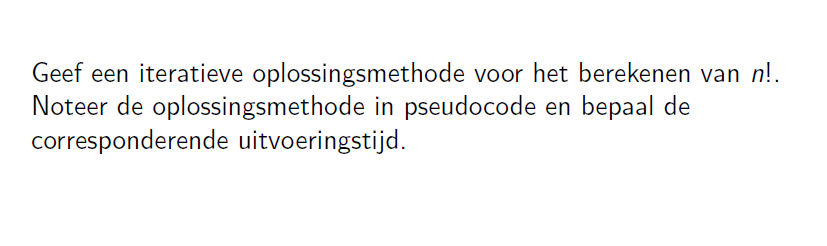 Geef een iteratieve oplossingsmethode voor het berekenen van n!.
Noteer de oplossingsmethode in pseudocode en bepaal de
corresponderende uitvoeringstijd.